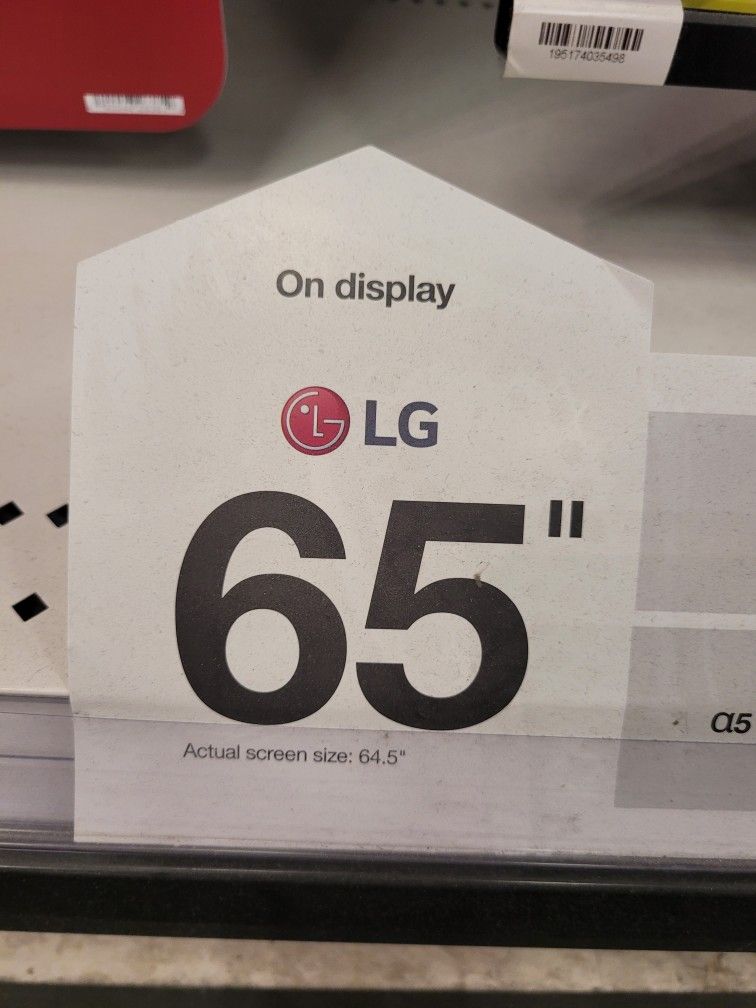 195174035498
On display
LG
65"
Actual screen size: 64.5"
α5